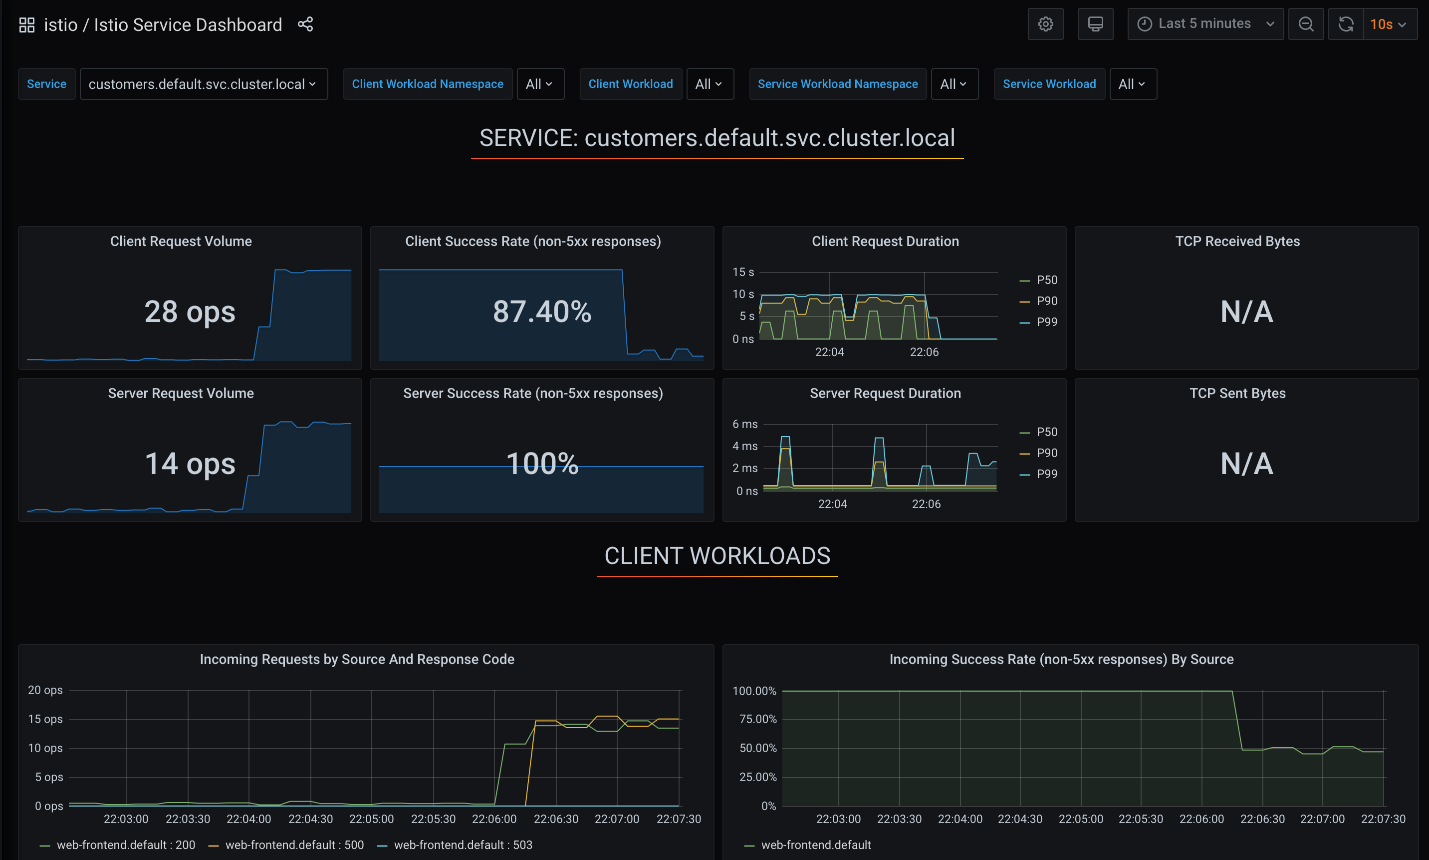 istio / Istio Service Dashboard
Last 5 minutes
10s
Service
customers.default.svc.cluster.local
Client Workload Namespace
All
Client Workload
All
Service Workload Namespace
All
Service Workload
All
SERVICE: customers.default.svc.cluster.local
Client Request Volume
28 ops
Client Success Rate (non-5xx responses)
87.40%
Client Request Duration
15 s
10 s
5 s
0 ns
22:04
22:06
P50
P90
P99
TCP Received Bytes
N/A
Server Request Volume
14 ops
Server Success Rate (non-5xx responses)
100%
Server Request Duration
6 ms
4 ms
2 ms
0 ns
22:04
22:06
P50
P90
P99
TCP Sent Bytes
N/A
CLIENT WORKLOADS
Incoming Requests by Source And Response Code
20 ops
15 ops
10 ops
5 ops
0 ops
22:03:00
22:03:30
22:04:00
22:04:30
22:05:00
22:05:30
22:06:00
22:06:30
22:07:00
22:07:30
web-frontend.default : 200
web-frontend.default : 500
web-frontend.default : 503
Incoming Success Rate (non-5xx responses) By Source
100.00%
75.00%
50.00%
25.00%
0%
22:03:00
22:03:30
22:04:00
22:04:30
22:05:00
22:05:30
22:06:00
22:06:30
22:07:00
22:07:30
web-frontend.default